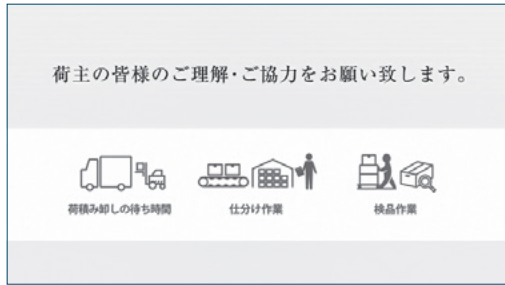 荷主の皆様のご理解・ご協力をお願い致します。
荷積み卸しの待ち時間
仕分け作業
検品作業